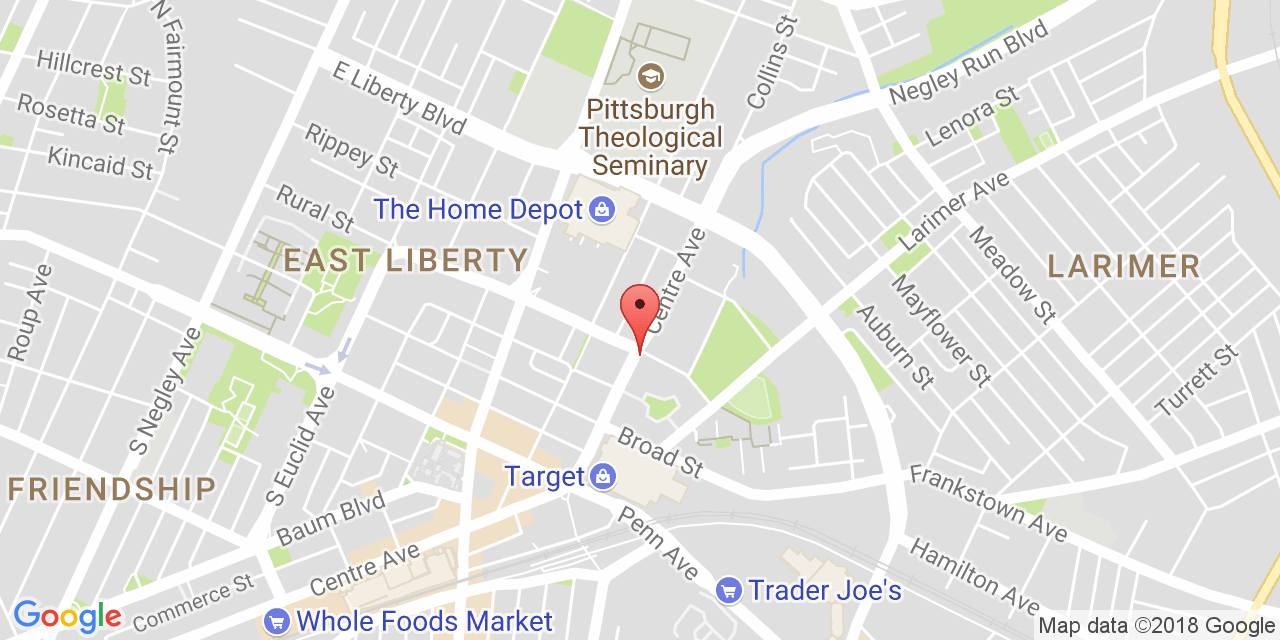 N Fairmount St
Hillcrest St
Rosetta St
Kincaid St
E Liberty Blvd
Rippey St
Rural St
Collins St
Negley Run Blvd
Lenora St
Pittsburgh
Theological
Seminary
The Home Depot
Larimer Ave
EAST LIBERTY
LARIMER
Meadow St
Mayflower St
Auburn St
Turrett St
Roup Ave
Centre Ave
S Negley Ave
S Euclid Ave
FRIENDSHIP
Broad St
Target
Baum Blvd
Penn Ave
Frankstown Ave
Hamilton Ave
Centre Ave
Commerce St
Trader Joe's
Whole Foods Market
Google
Map data ©2018 Google